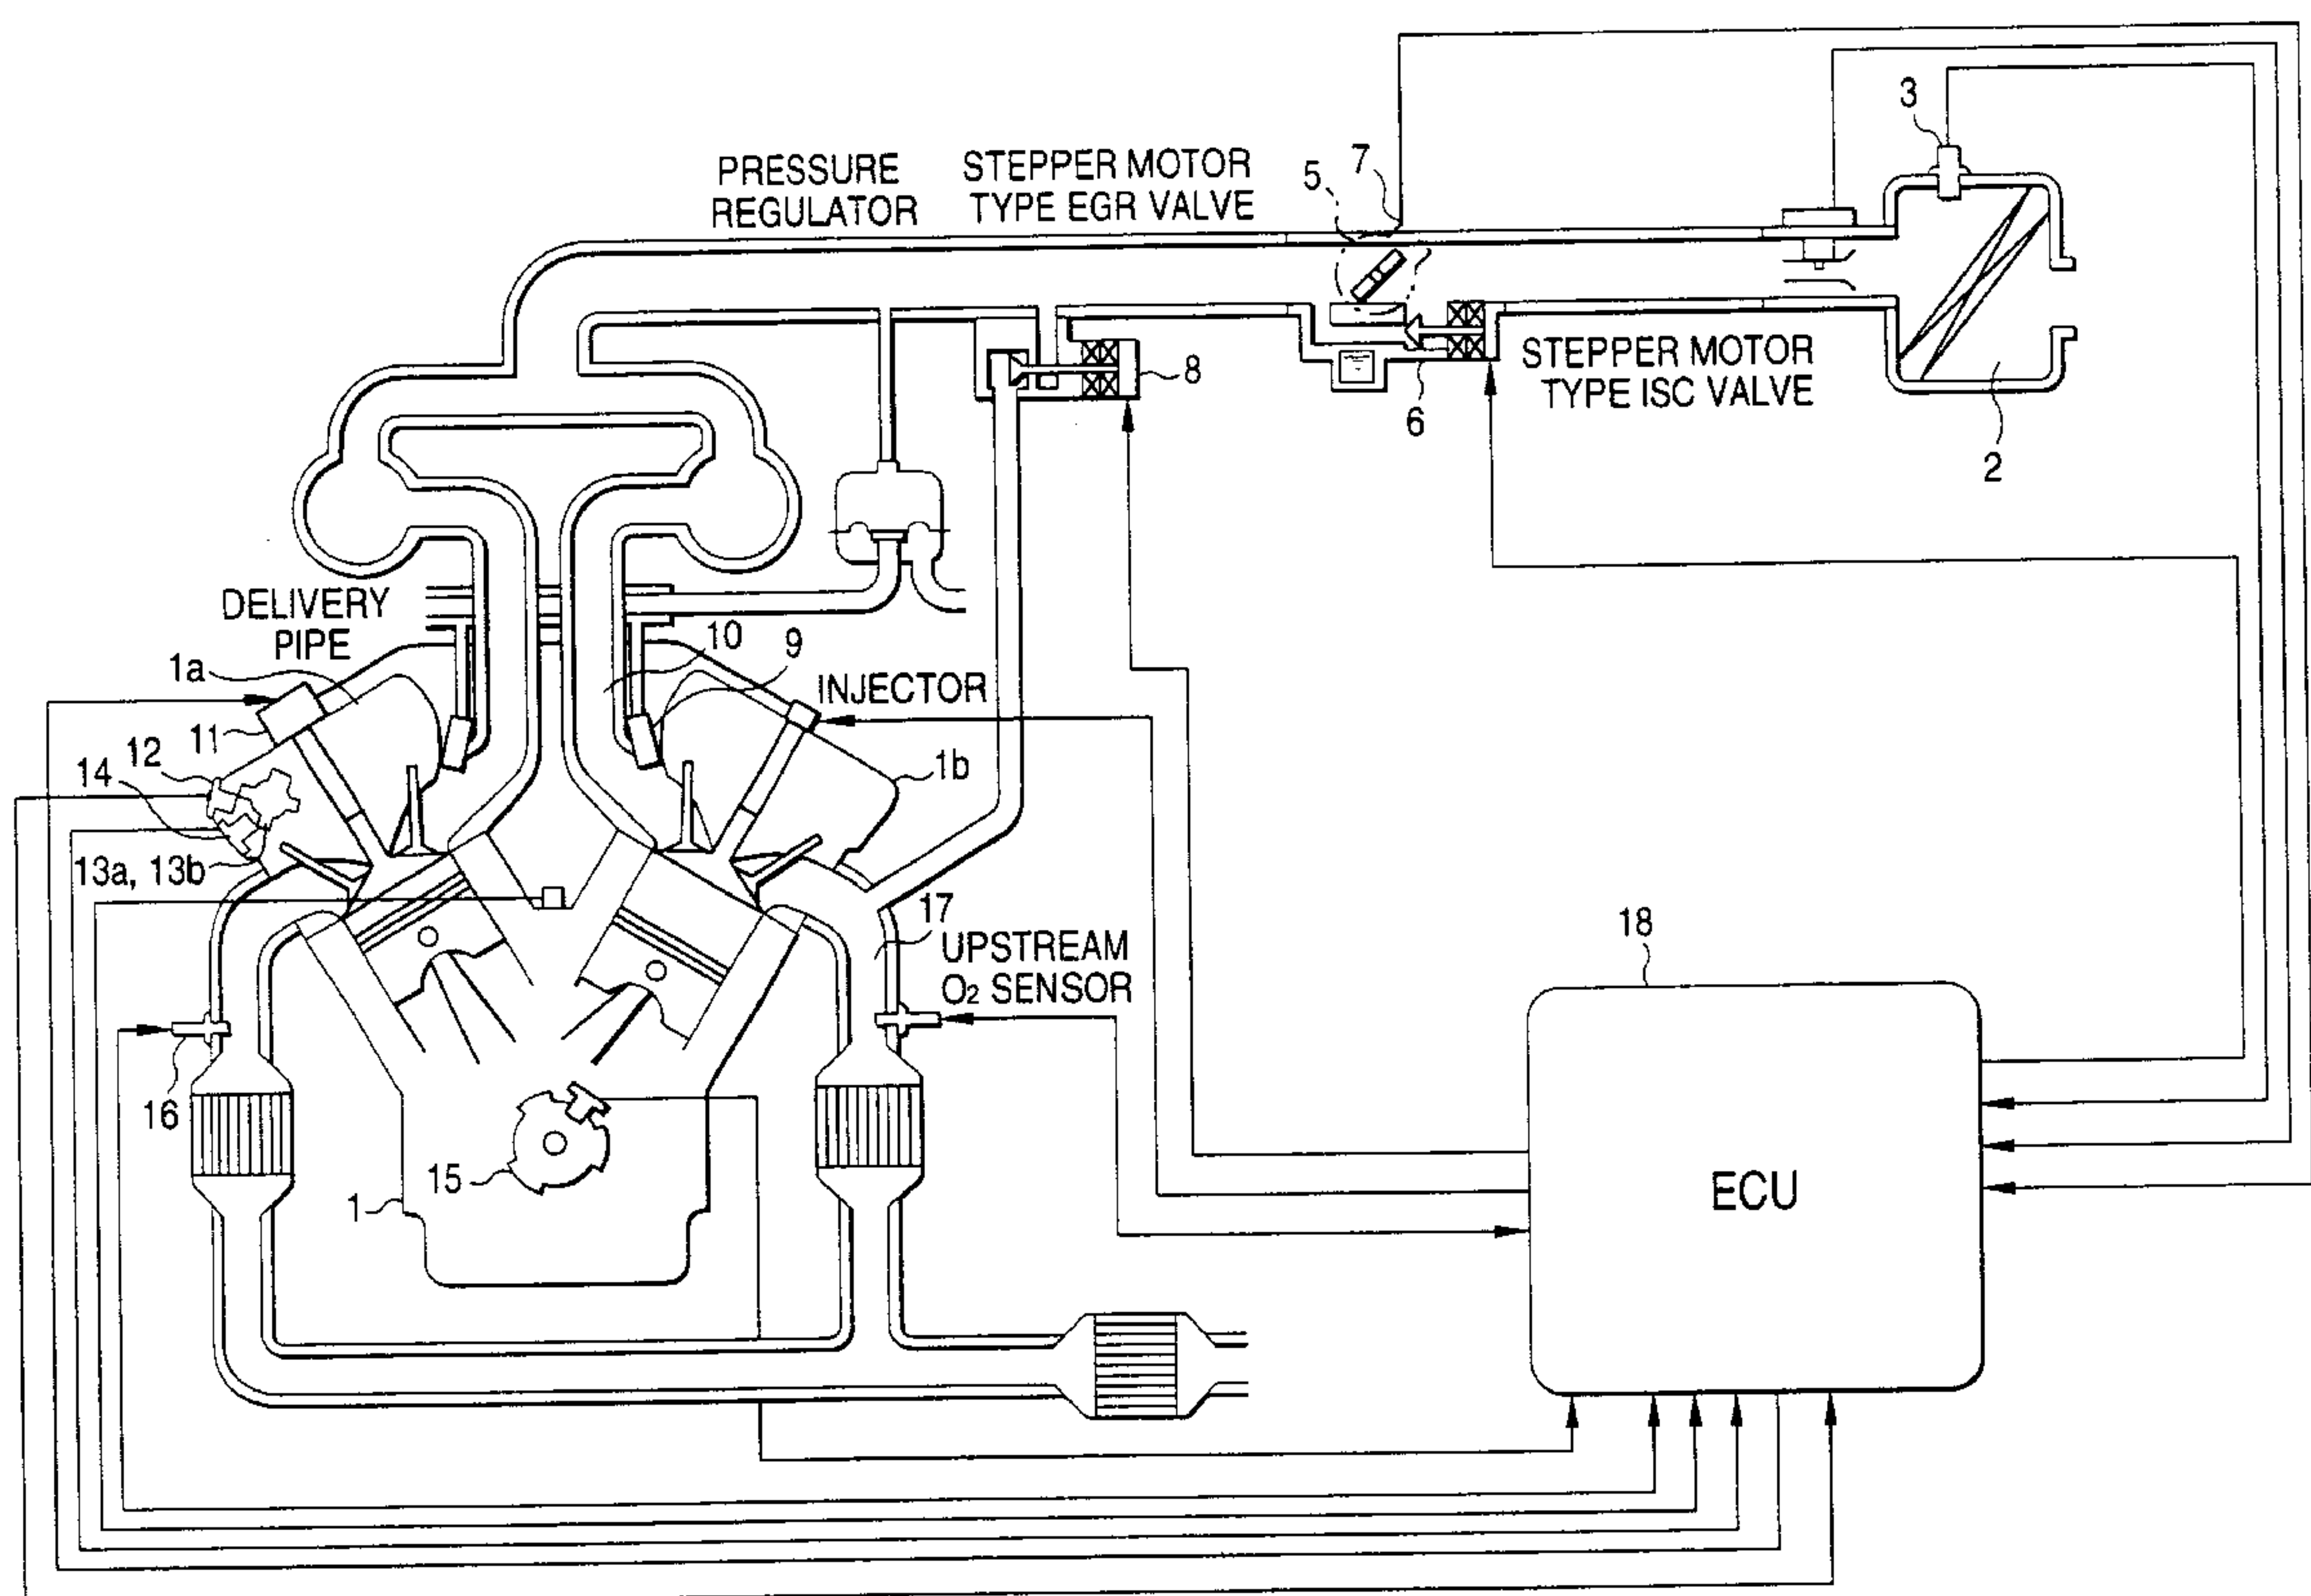 3
7
5
PRESSURE
REGULATOR
STEPPER MOTOR
TYPE EGR VALVE
STEPPER MOTOR
TYPE ISC VALVE
8
6
2
DELIVERY
PIPE
10
9
1a
INJECTOR
11
12
14
1b
13a, 13b
17
UPSTREAM
O₂ SENSOR
18
16
15
1
ECU